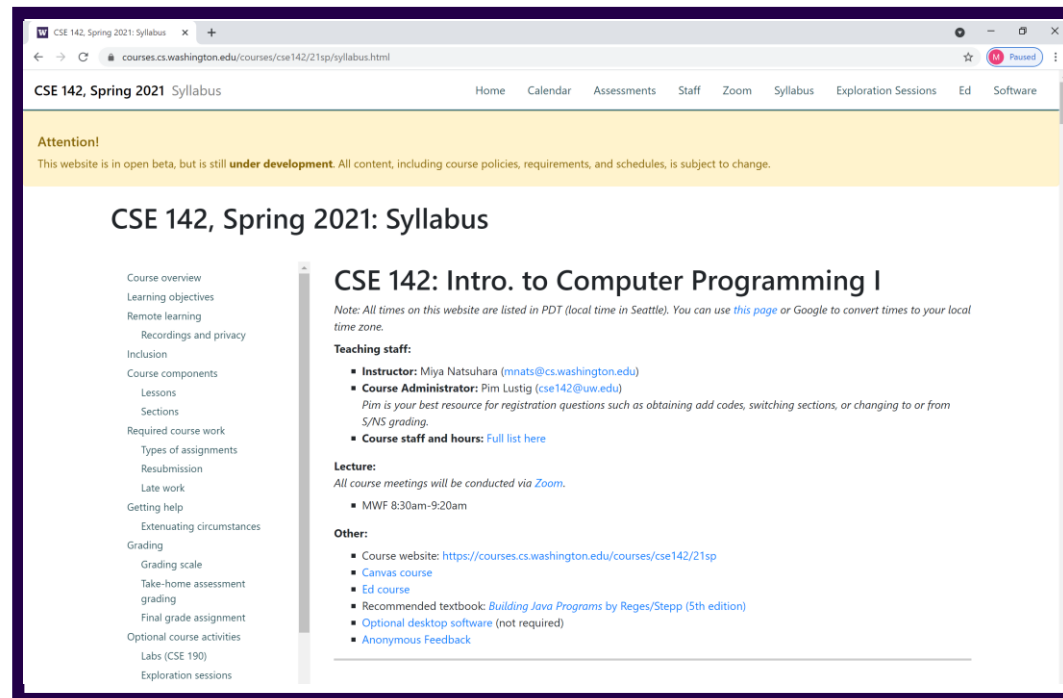 CSE 142, Spring 2021: Syllabus
courses.cs.washington.edu/courses/cse142/21sp/syllabus.html
M Paused
CSE 142, Spring 2021 Syllabus
Home Calendar Assessments Staff Zoom Syllabus Exploration Sessions Ed Software
Attention!
This website is in open beta, but is still under development. All content, including course policies, requirements, and schedules, is subject to change.
CSE 142, Spring 2021: Syllabus
Course overview
Learning objectives
Remote learning
Recordings and privacy
Inclusion
Course components
Lessons
Sections
Required course work
Types of assignments
Resubmission
Late work
Getting help
Extenuating circumstances
Grading
Grading scale
Take-home assessment
grading
Final grade assignment
Optional course activities
Labs (CSE 190)
Exploration sessions
CSE 142: Intro. to Computer Programming I
Note: All times on this website are listed in PDT (local time in Seattle). You can use this page or Google to convert times to your local
time zone.
Teaching staff:
Instructor: Miya Natsuhara (mnats@cs.washington.edu)
Course Administrator: Pim Lustig (cse142@uw.edu)
Pim is your best resource for registration questions such as obtaining add codes, switching sections, or changing to or from
S/NS grading.
Course staff and hours: Full list here
Lecture:
All course meetings will be conducted via Zoom.
MWF 8:30am-9:20am
Other:
Course website: https://courses.cs.washington.edu/courses/cse142/21sp
Canvas course
Ed course
Recommended textbook: Building Java Programs by Reges/Stepp (5th edition)
Optional desktop software (not required)
Anonymous Feedback